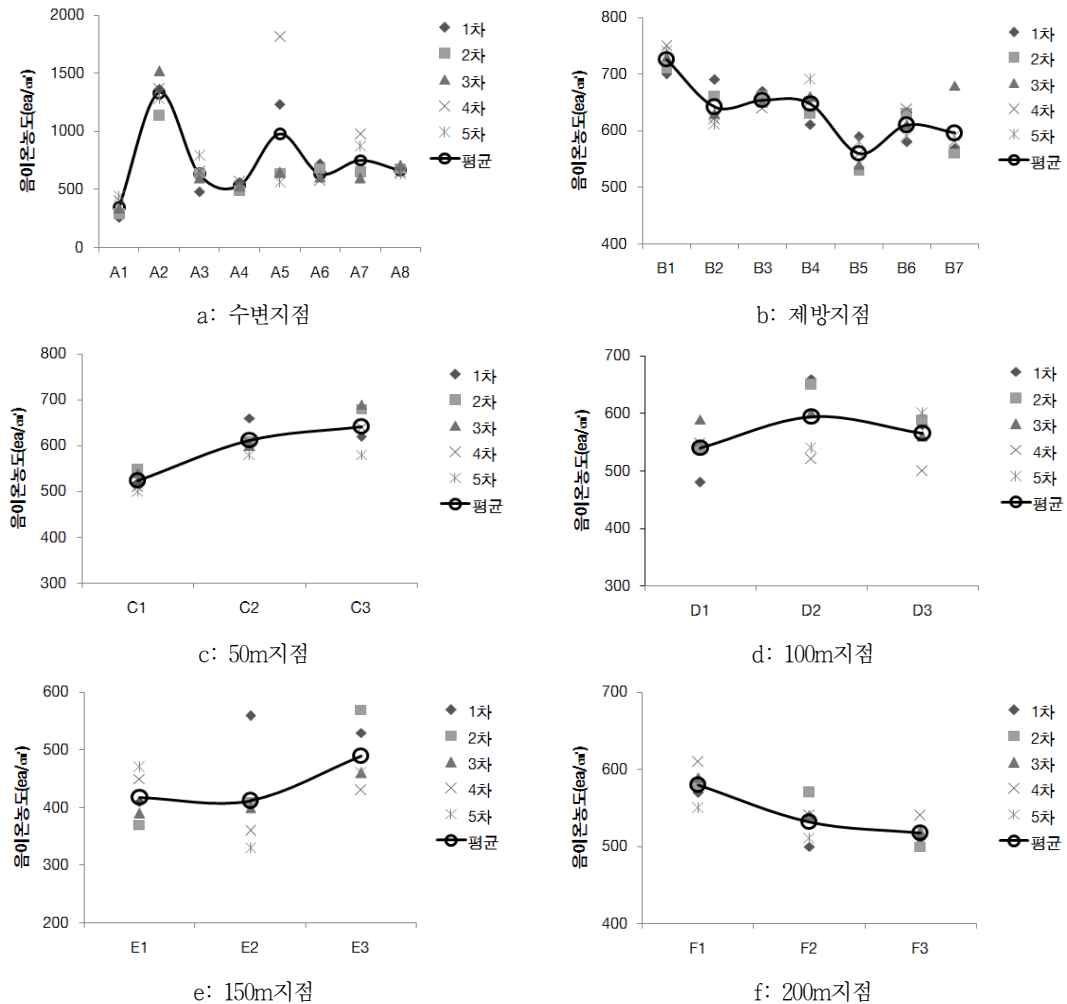 음이온농도(ea/㎤)
2000
1500
1000
500
0
A1 A2 A3 A4 A5 A6 A7 A8
1차
2차
3차
4차
5차
평균
a: 수변지점
음이온농도(ea/㎤)
800
700
600
500
400
B1 B2 B3 B4 B5 B6 B7
1차
2차
3차
4차
5차
평균
b: 제방지점
음이온농도(ea/㎤)
800
700
600
500
400
300
C1 C2 C3
1차
2차
3차
4차
5차
평균
c: 50m지점
음이온농도(ea/㎤)
700
600
500
400
300
D1 D2 D3
1차
2차
3차
4차
5차
평균
d: 100m지점
음이온농도(ea/㎤)
600
500
400
300
200
E1 E2 E3
1차
2차
3차
4차
5차
평균
e: 150m지점
음이온농도(ea/㎤)
700
600
500
400
F1 F2 F3
1차
2차
3차
4차
5차
평균
f: 200m지점